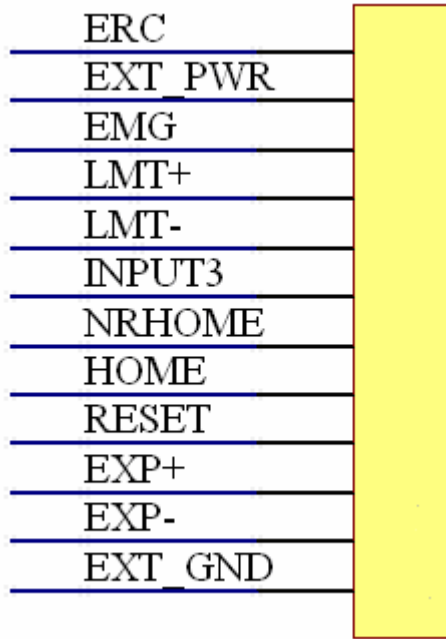 ERC
EXT_PWR
EMG
LMT+
LMT-
INPUT3
NRHOME
HOME
RESET
EXP+
EXP-
EXT_GND